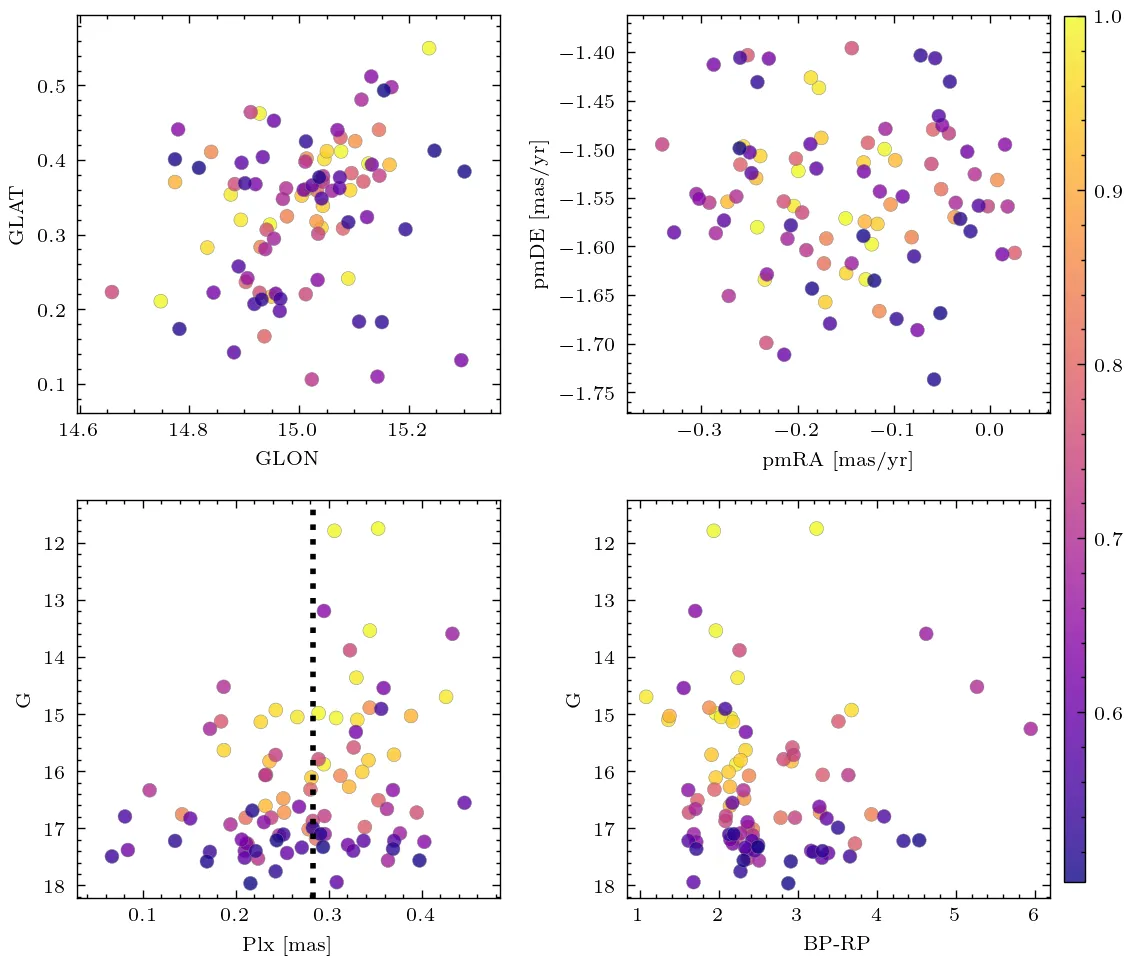 0.5
0.4
0.3
0.2
0.1
GLAT
14.6 14.8 15.0 15.2
GLON
−1.40
−1.45
−1.50
−1.55
−1.60
−1.65
−1.70
−1.75
pmDE [mas/yr]
−0.3 −0.2 −0.1 0.0
pmRA [mas/yr]
12
13
14
15
16
17
18
G
0.1 0.2 0.3 0.4
Plx [mas]
12
13
14
15
16
17
18
G
1 2 3 4 5 6
BP-RP
1.0
0.9
0.8
0.7
0.6